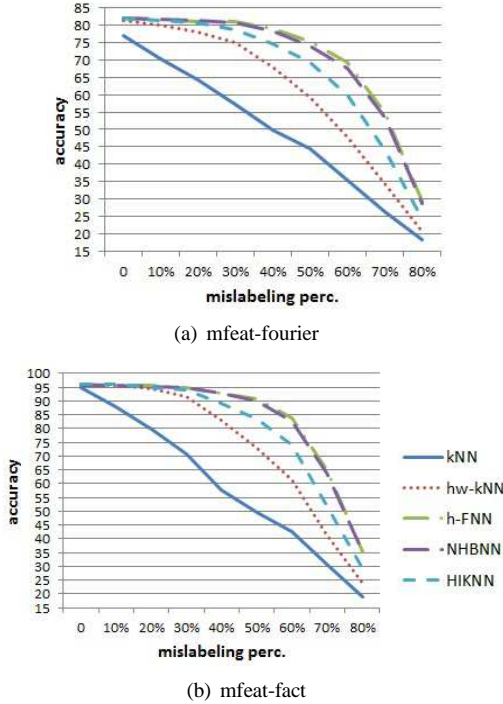 85
80
75
70
65
60
55
50
45
40
35
30
25
20
15
accuracy
0 10% 20% 30% 40% 50% 60% 70% 80%
mislabeling perc.
(a) mfeat-fourier
100
95
90
85
80
75
70
65
60
55
50
45
40
35
30
25
20
15
accuracy
0 10% 20% 30% 40% 50% 60% 70% 80%
mislabeling perc.
kNN
hw-kNN
h-FNN
NHBNN
HIKNN
(b) mfeat-fact